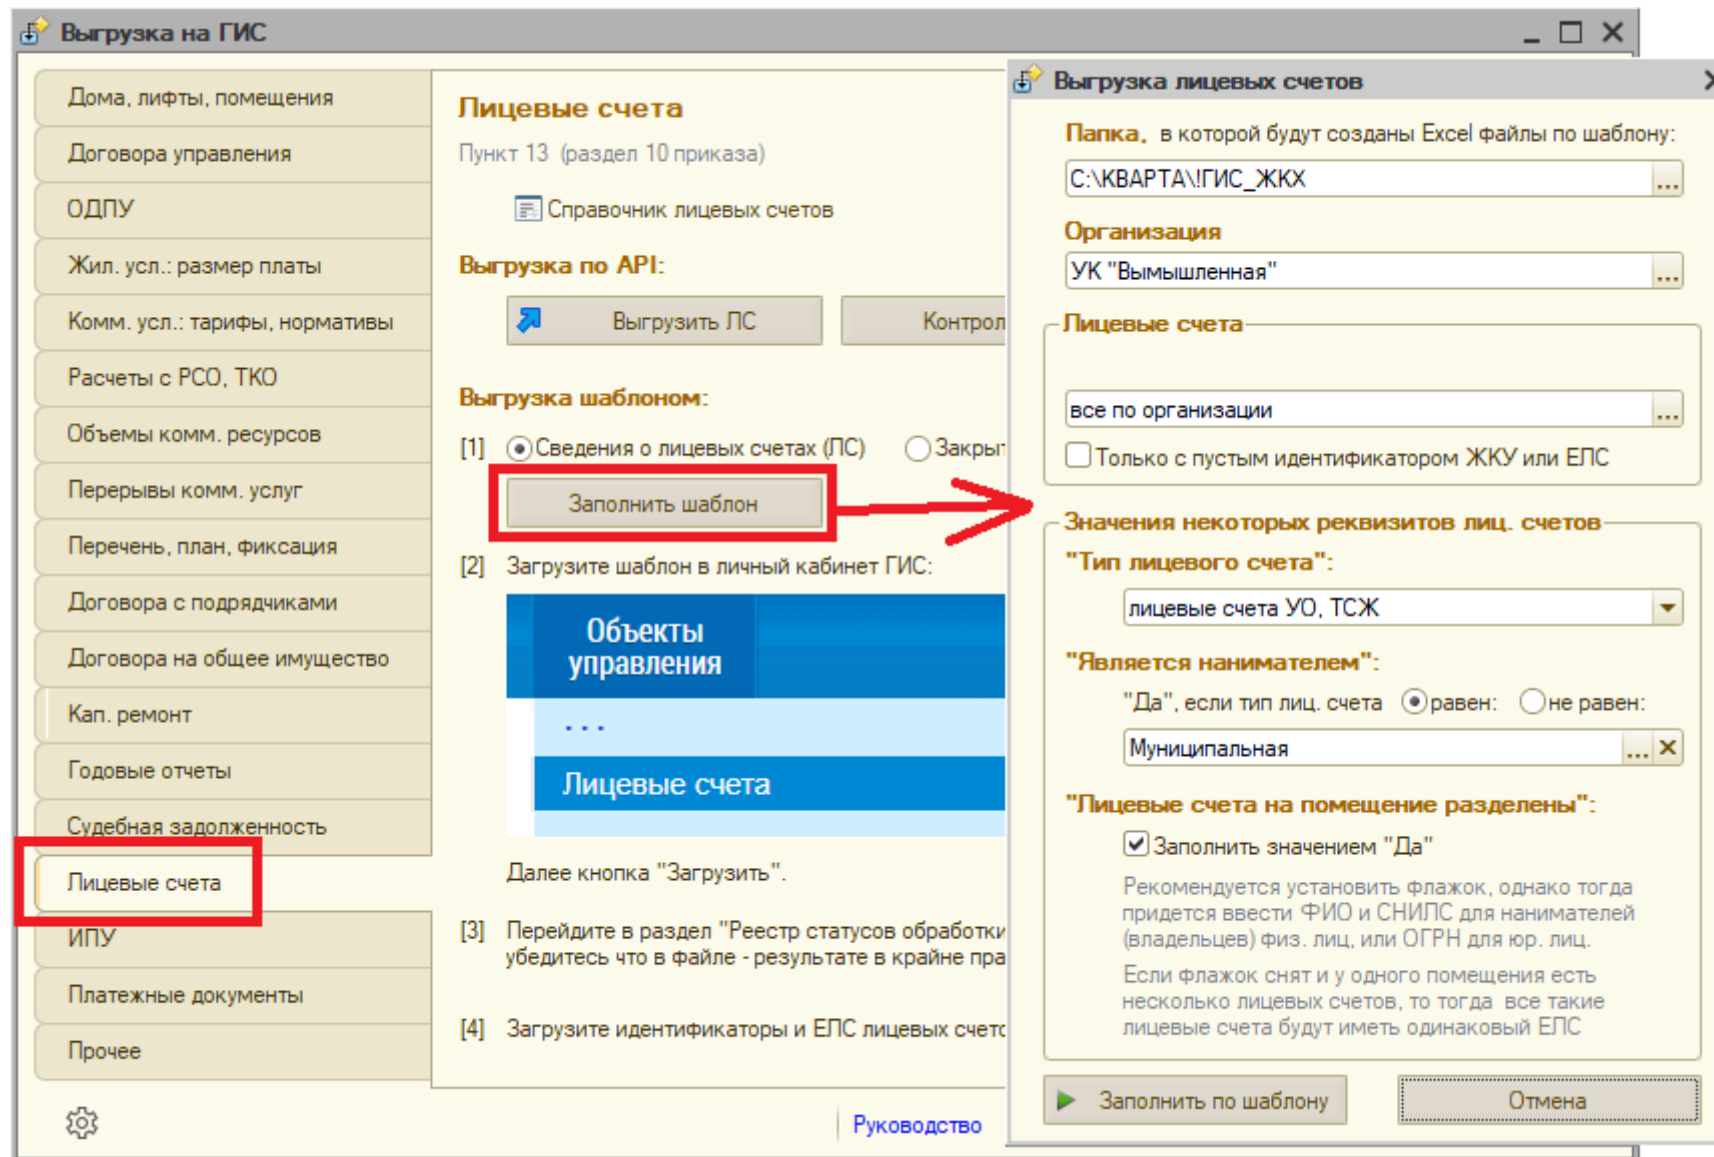 Выгрузка на ГИС
Дома, лифты, помещения
Договора управления
ОДПУ
Жил. усл.: размер платы
Комм. усл.: тарифы, нормативы
Расчеты с РСО, ТКО
Объемы комм. ресурсов
Перерывы комм. услуг
Перечень, план, фиксация
Договора с подрядчиками
Договора на общее имущество
Кап. ремонт
Годовые отчеты
Судебная задолженность
Лицевые счета
ИПУ
Платежные документы
Прочее
Лицевые счета
Пункт 13 (раздел 10 приказа)
Справочник лицевых счетов
Выгрузка по API:
Выгрузить ЛС
Контрол
Выгрузка шаблоном:
[1] Сведения о лицевых счетах (ЛС) Закрыт
Заполнить шаблон
[2] Загрузите шаблон в личный кабинет ГИС:
Объекты
управления
...
Лицевые счета
Далее кнопка "Загрузить".
[3] Перейдите в раздел "Реестр статусов обработки
убедитесь что в файле - результате в крайне пра
[4] Загрузите идентификаторы и ЕЛС лицевых счето
Руководство
Выгрузка лицевых счетов
Папка, в которой будут созданы Excel файлы по шаблону:
C:\КВАРТА\!ГИС_ЖКХ
...
Организация
УК "Вымышленная"
...
Лицевые счета
все по организации
...
Только с пустым идентификатором ЖКУ или ЕЛС
Значения некоторых реквизитов лиц. счетов
"Тип лицевого счета":
лицевые счета УО, ТСЖ
"Является нанимателем":
"Да", если тип лиц. счета равен: не равен:
Муниципальная
...
"Лицевые счета на помещение разделены":
Заполнить значением "Да"
Рекомендуется установить флажок, однако тогда
придется ввести ФИО и СНИЛС для нанимателей
(владельцев) физ. лиц, или ОГРН для юр. лиц.
Если флажок снят и у одного помещения есть
несколько лицевых счетов, то тогда все такие
лицевые счета будут иметь одинаковый ЕЛС
Заполнить по шаблону
Отмена